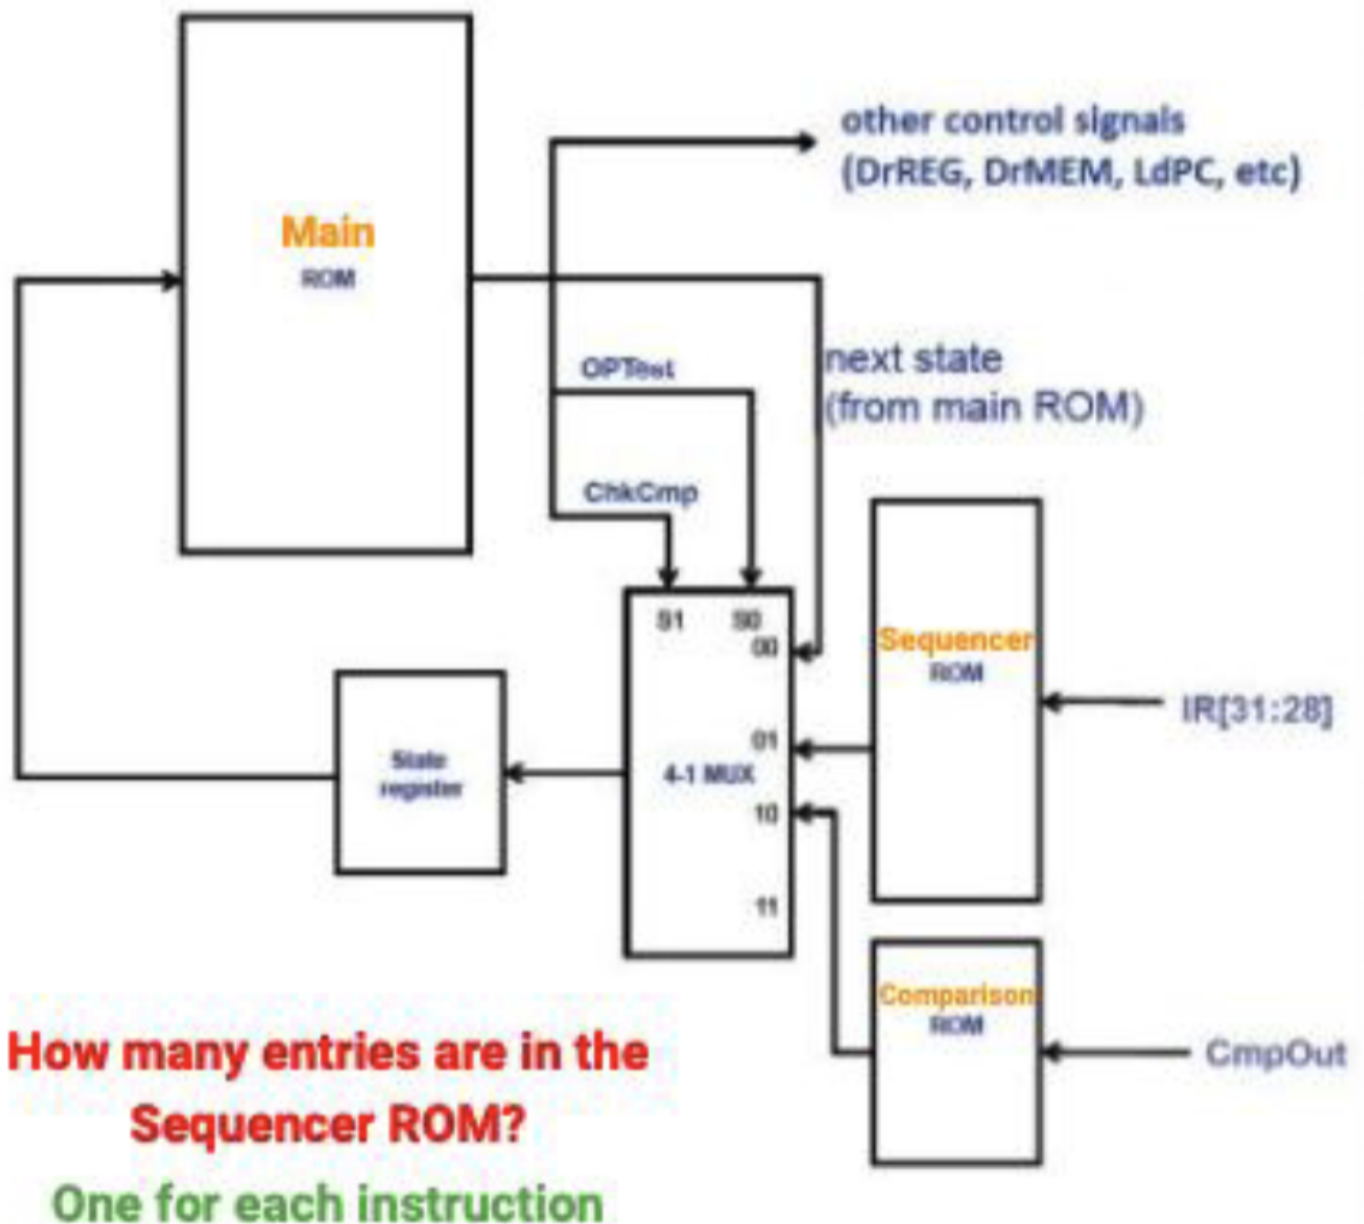 other control signals
(DrREG, DrMEM, LdPC, etc)
Main
ROM
OPTest
next state
(from main ROM)
ChkCmp
S1 S0
00
Sequencer
ROM
IR[31:28]
01
State
register
4-1 MUX
10
11
Comparison
ROM
CmpOut
How many entries are in the
Sequencer ROM?
One for each instruction